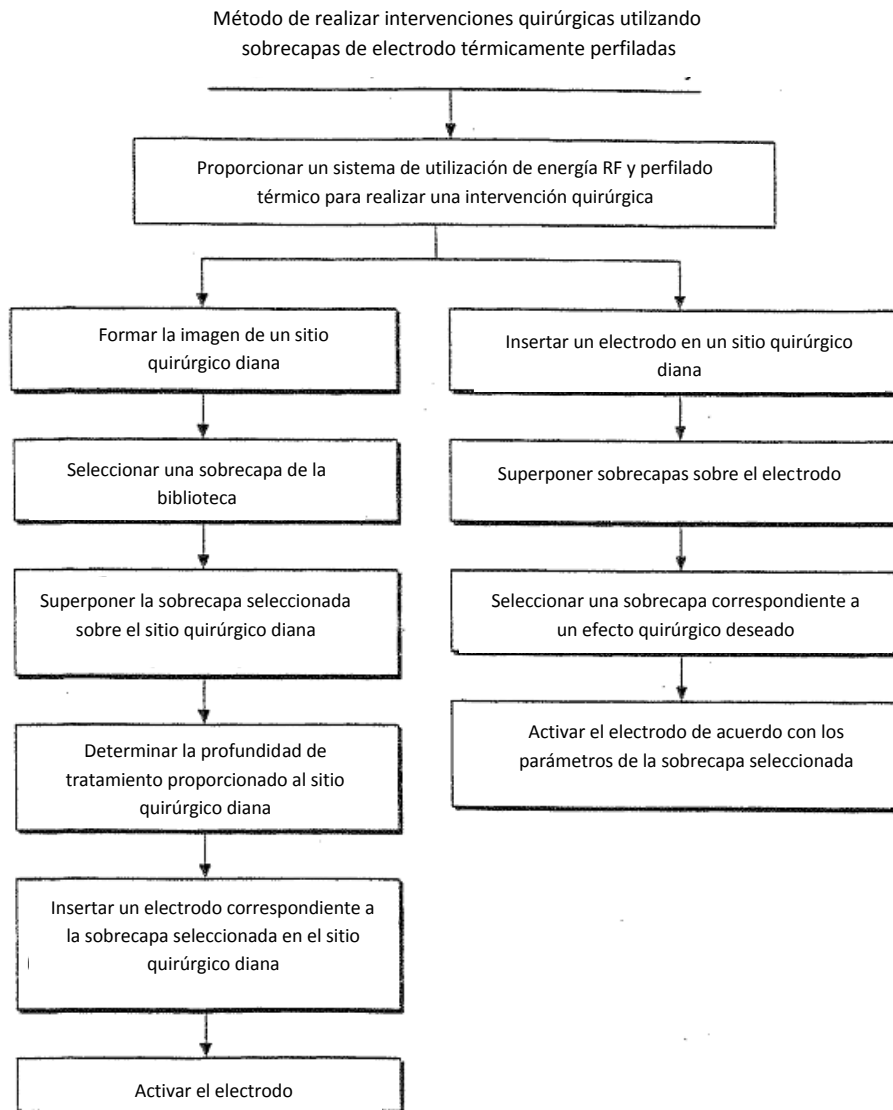 Método de realizar intervenciones quirúrgicas utilizando
sobrecapas de electrodo térmicamente perfiladas
Proporcionar un sistema de utilización de energía RF y perfilado
térmico para realizar una intervención quirúrgica
Formar la imagen de un sitio
quirúrgico diana
Seleccionar una sobrecapa de la
biblioteca
Superponer la sobrecapa seleccionada
sobre el sitio quirúrgico diana
Determinar la profundidad de
tratamiento proporcionado al sitio
quirúrgico diana
Insertar un electrodo correspondiente a
la sobrecapa seleccionada en el sitio
quirúrgico diana
Activar el electrodo
Insertar un electrodo en un sitio quirúrgico
diana
Superponer sobrecapas sobre el electrodo
Seleccionar una sobrecapa correspondiente a
un efecto quirúrgico deseado
Activar el electrodo de acuerdo con los
parámetros de la sobrecapa seleccionada